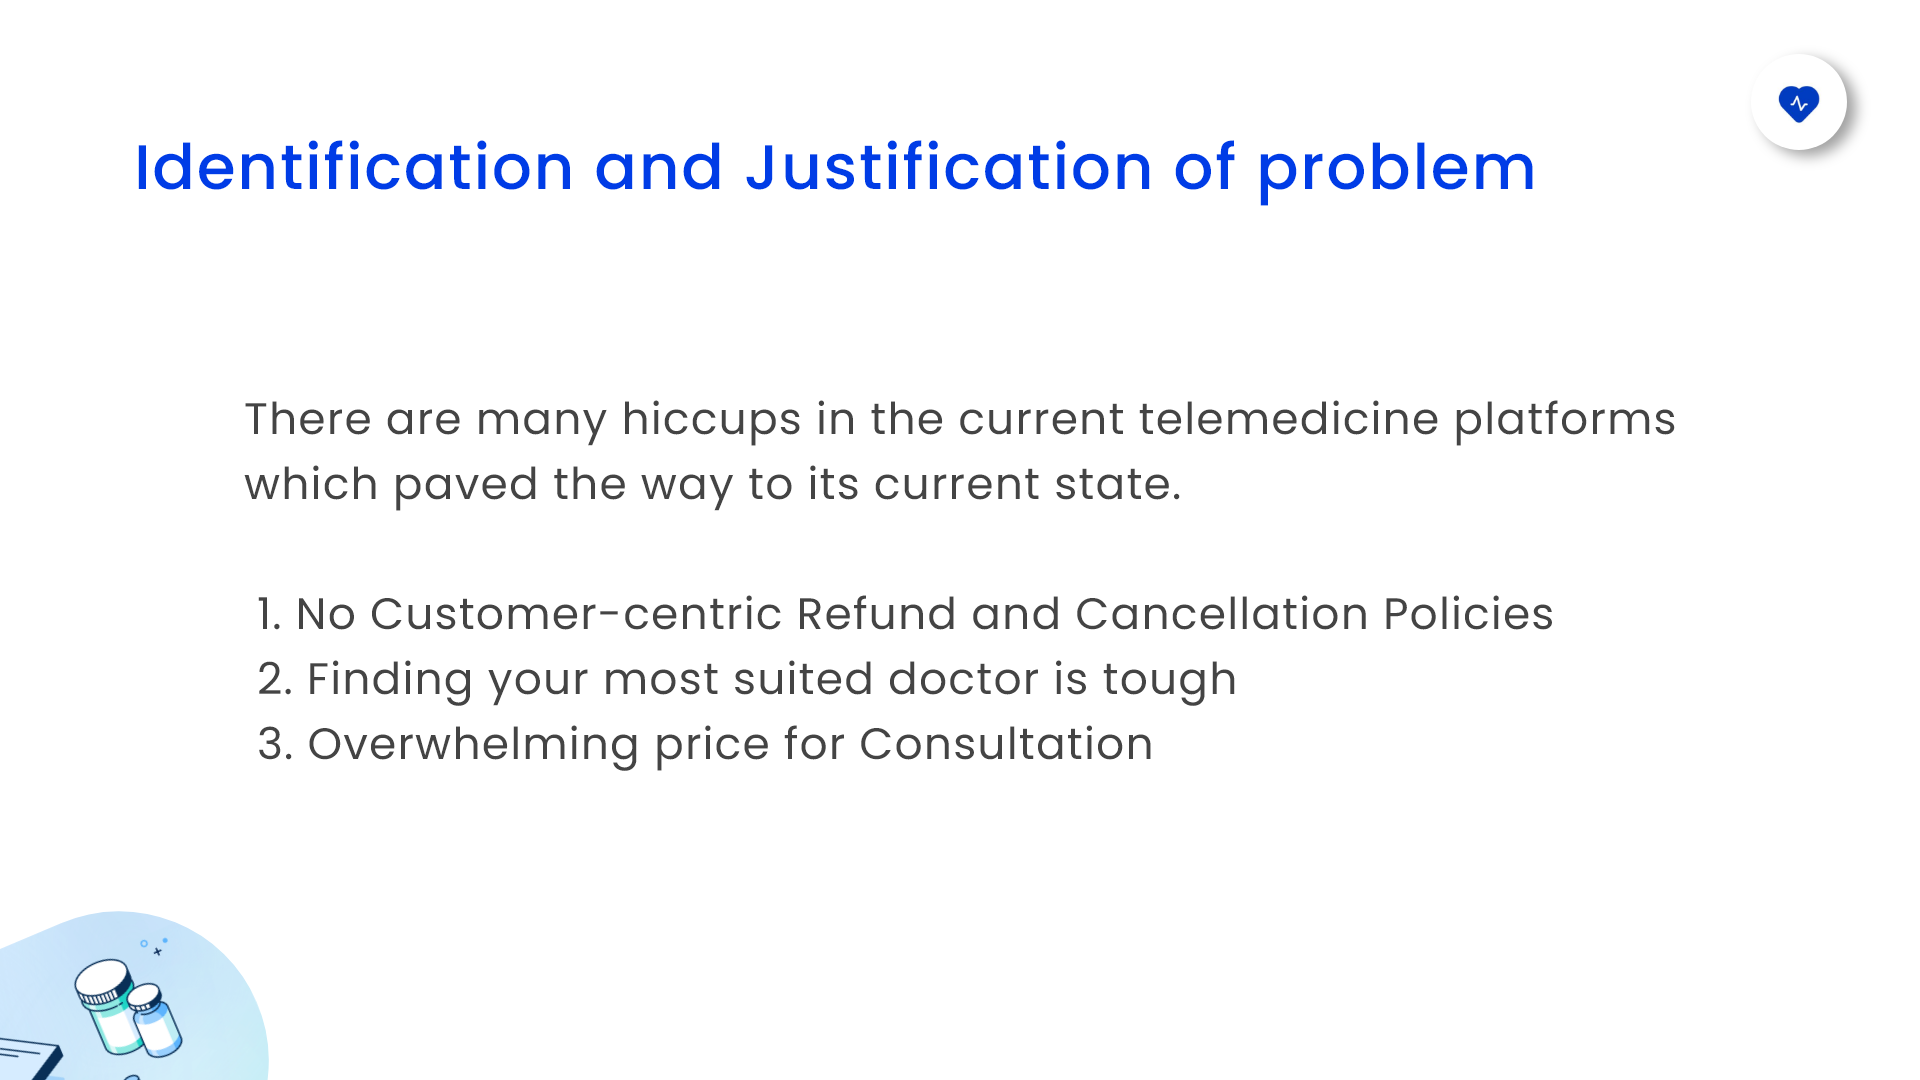 Identification and Justification of problem
There are many hiccups in the current telemedicine platforms
which paved the way to its current state.
1. No Customer-centric Refund and Cancellation Policies
2. Finding your most suited doctor is tough
3. Overwhelming price for Consultation